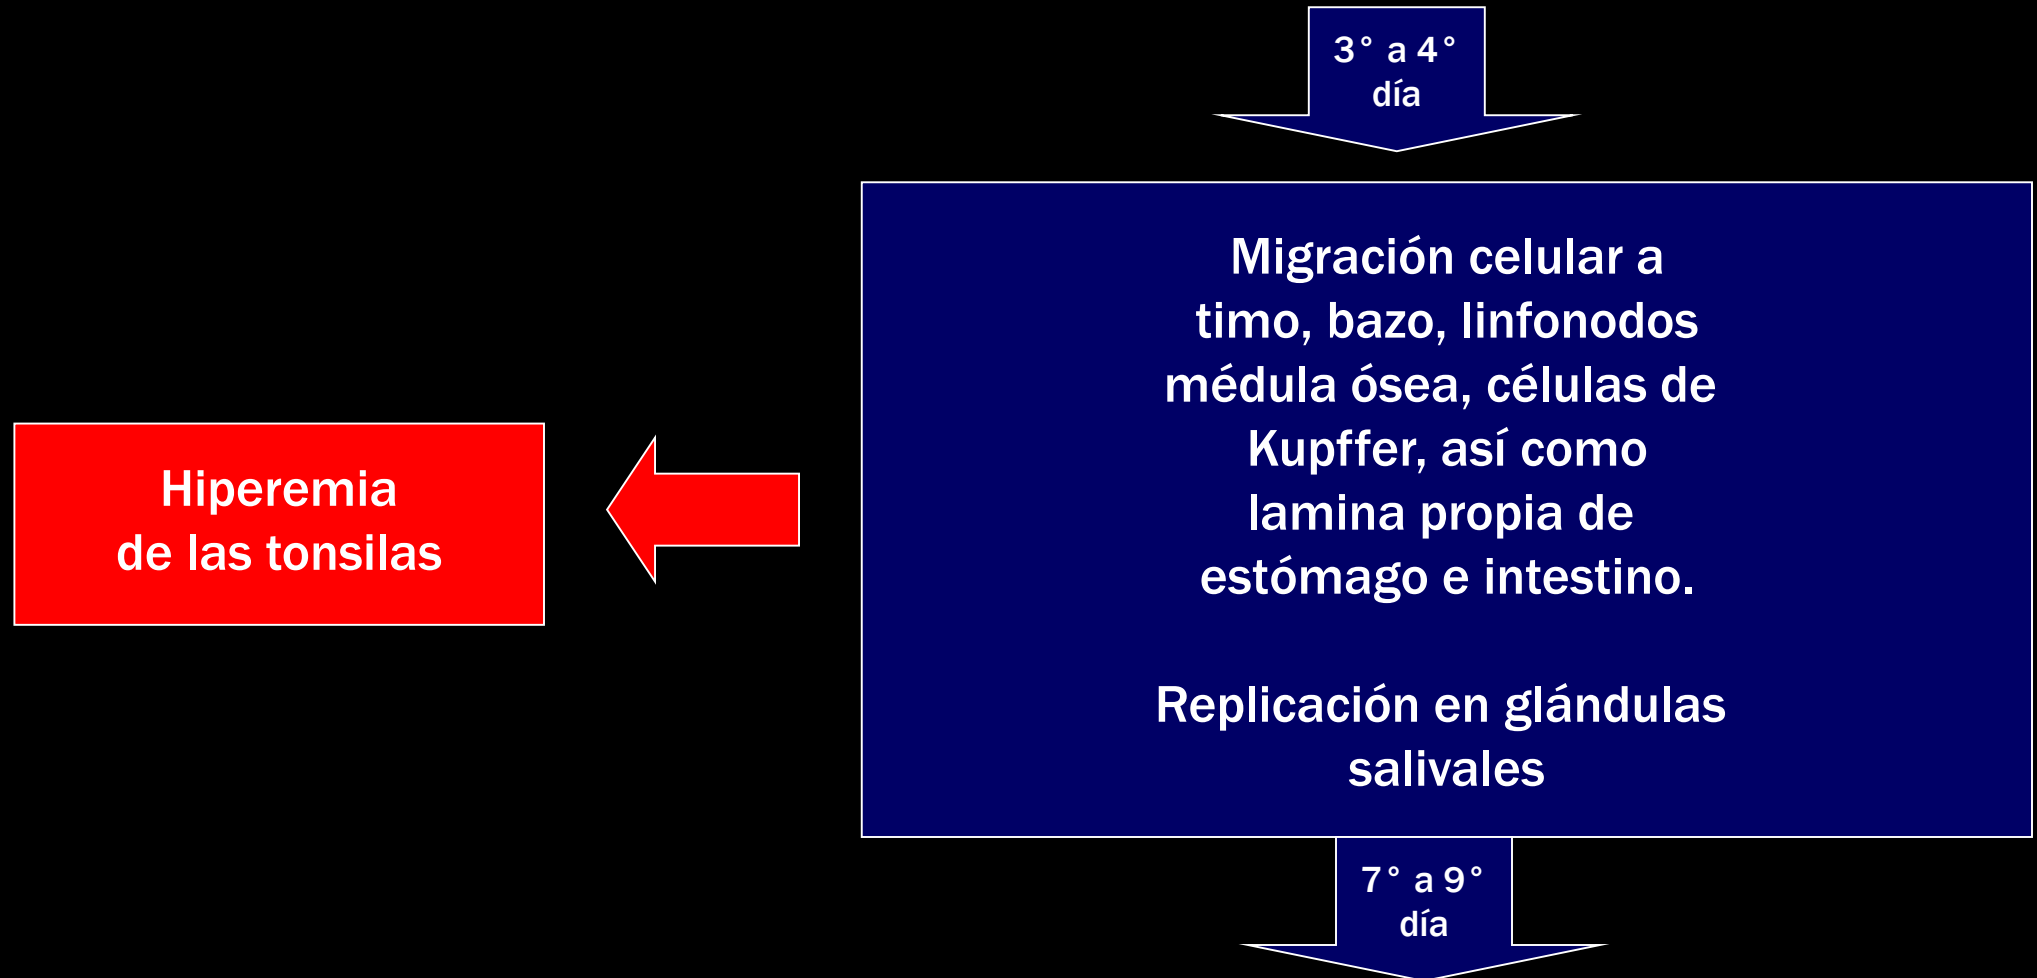 3° a 4°
día
Migración celular a
timo, bazo, linfonodos
médula ósea, células de
Kupffer, así como
lamina propia de
estómago e intestino.
Replicación en glándulas
salivales
Hiperemia
de las tonsilas
7° a 9°
día